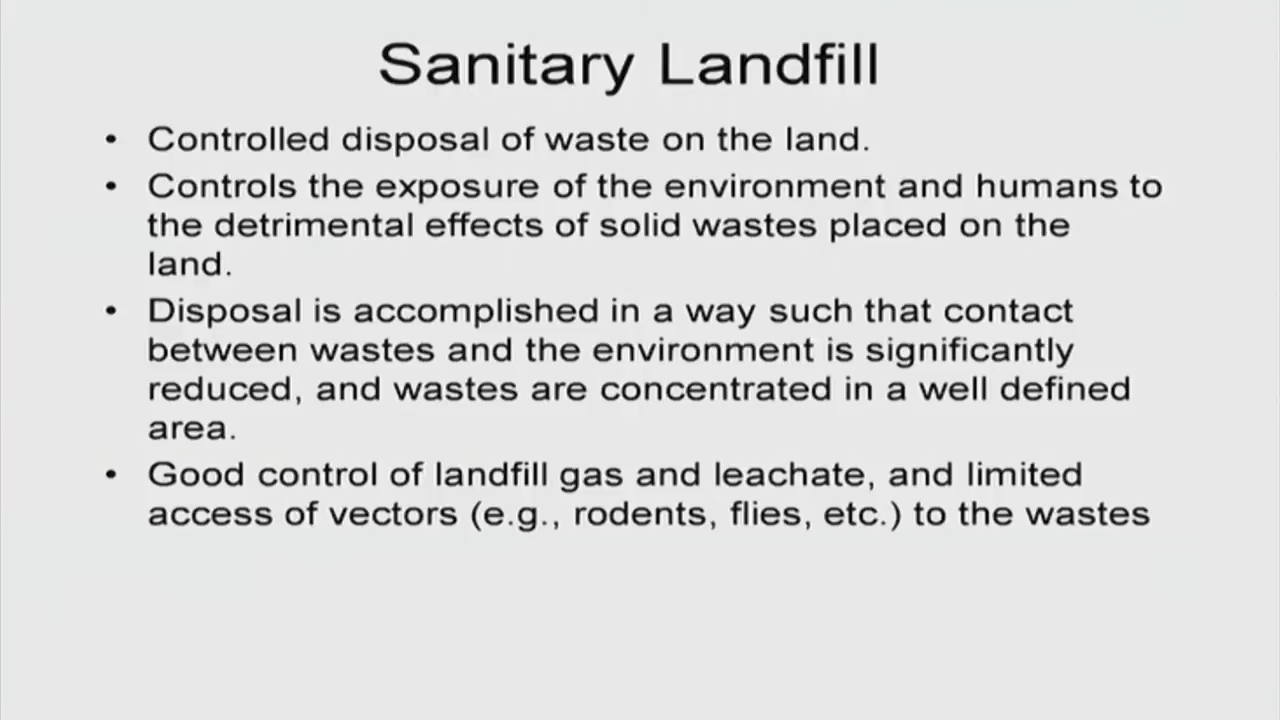 Sanitary Landfill
• Controlled disposal of waste on the land.
• Controls the exposure of the environment and humans to
the detrimental effects of solid wastes placed on the
land.
• Disposal is accomplished in a way such that contact
between wastes and the environment is significantly
reduced, and wastes are concentrated in a well defined
area.
• Good control of landfill gas and leachate, and limited
access of vectors (e.g., rodents, flies, etc.) to the wastes